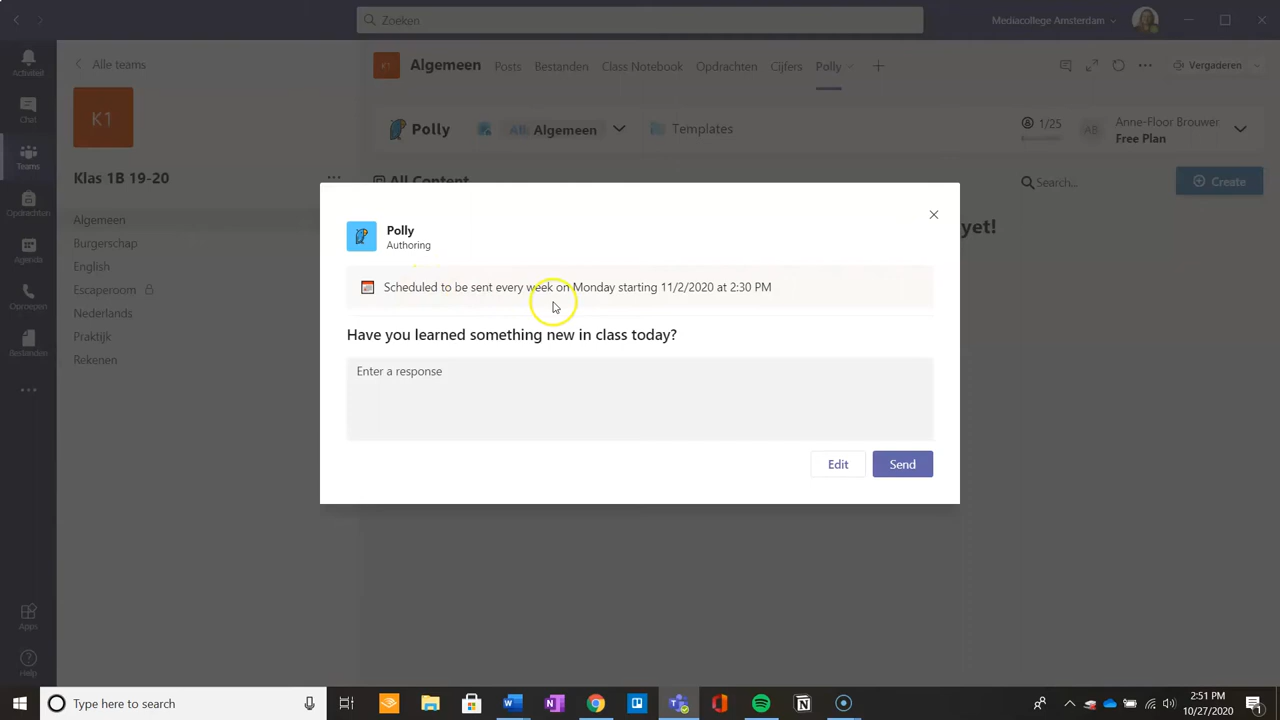 Zoeken
Mediacollege Amsterdam
Activiteit
Chat
Teams
Opdrachten
Agenda
Oproepen
Bestanden
Apps
Help
Alle teams
K1
Klas 1B 19-20
Algemeen
Burgerschap
English
Escaperoom
Nederlands
Praktijk
Rekenen
K1 Algemeen Posts Bestanden Class Notebook Opdrachten Cijfers Polly
Vergaderen
Polly All: Algemeen Templates
1/25
AB
Anne-Floor Brouwer
Free Plan
All Content
Search...
Create
yet!
Polly
Authoring
Scheduled to be sent every week on Monday starting 11/2/2020 at 2:30 PM
Have you learned something new in class today?
Enter a response
Edit Send
Type here to search
2:51 PM
10/27/2020